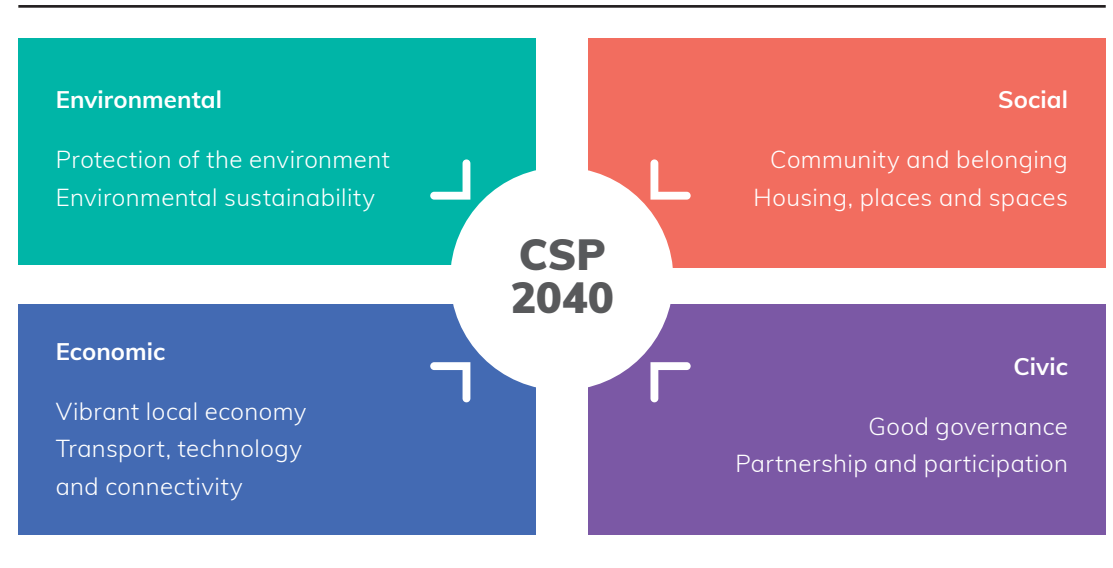 Environmental
Protection of the environment
Environmental sustainability
Social
Community and belonging
Housing, places and spaces
CSP
2040
Economic
Vibrant local economy
Transport, technology
and connectivity
Civic
Good governance
Partnership and participation